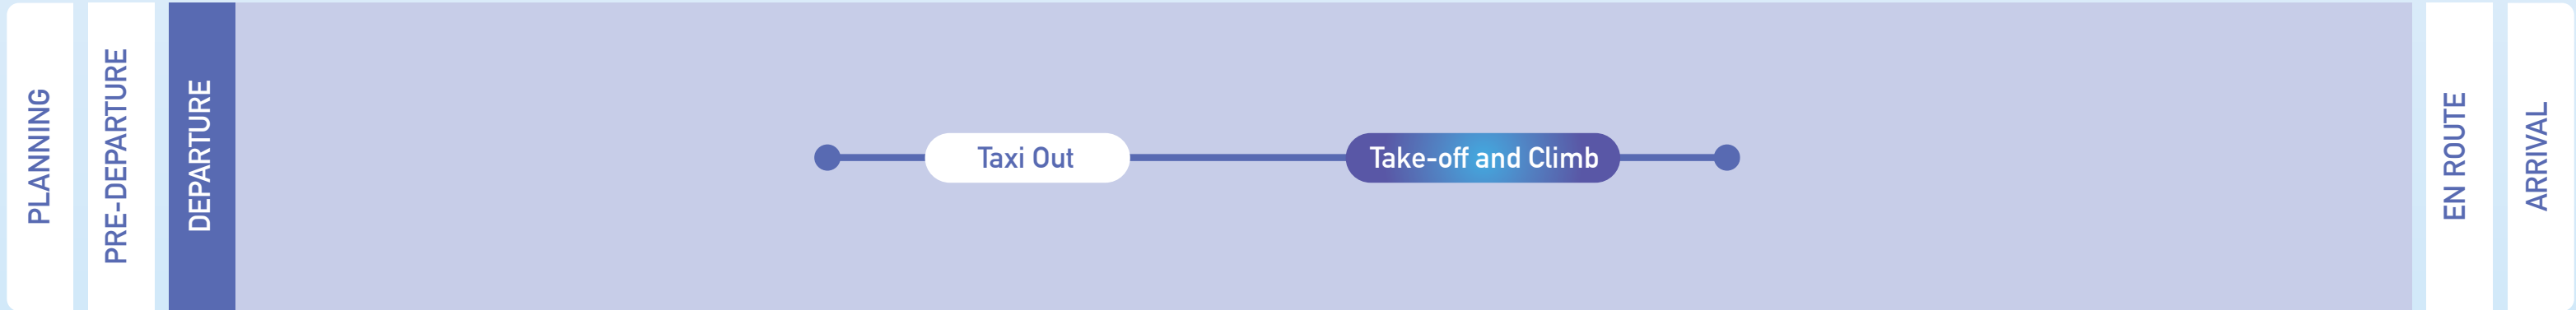 PLANNING
PRE-DEPARTURE
DEPARTURE
Taxi Out
Take-off and Climb
EN ROUTE
ARRIVAL